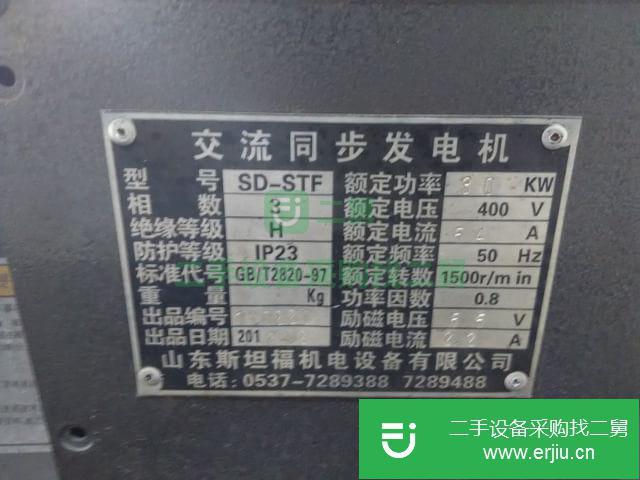 交流同步发电机
型号 SD-STF 额定功率 KW
相数 3 额定电压 400 V
绝缘等级 H 额定电流 A
防护等级 IP23 额定频率 50 Hz
标准代号 GB/T2820-97 额定转数 1500r/min
重量 Kg 功率因数 0.8
出品编号 励磁电压 V
出品日期 201 励磁电流 A
山东斯坦福机电设备有限公司
电话: 0537-7289388 7289488
二手设备采购找二舅
www.erjiu.cn